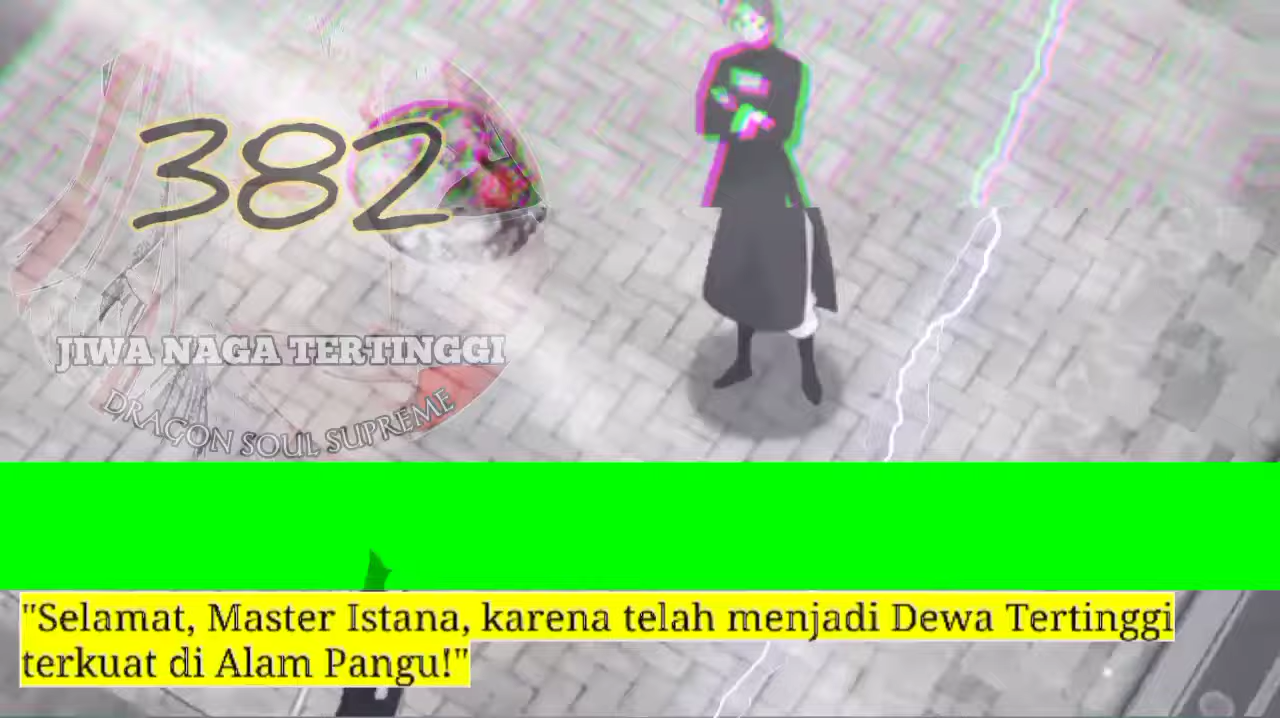 382
JIWA NAGA TERTINGGI
DRAGON SOUL SUPREME
"Selamat, Master Istana, karena telah menjadi Dewa Tertinggi
terkuat di Alam Pangu!"